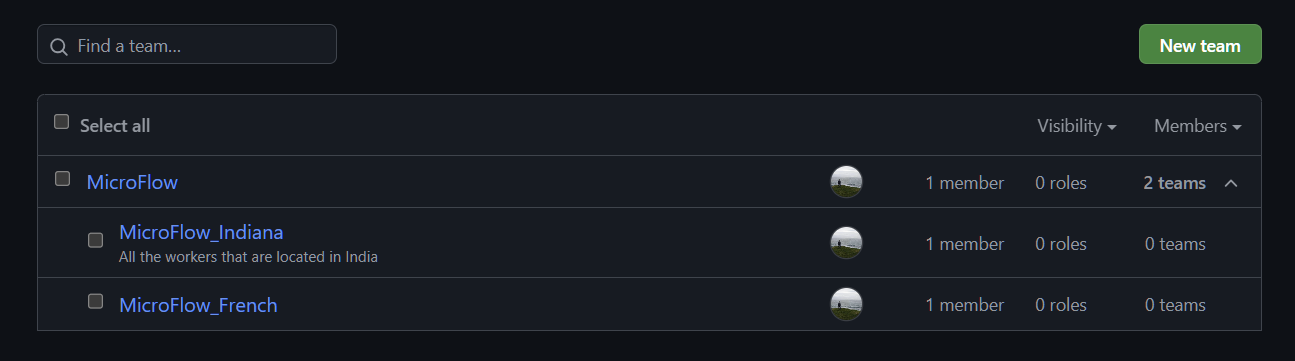 Find a team...
New team
Select all
Visibility
Members
MicroFlow
1 member
0 roles
2 teams
MicroFlow_Indiana
All the workers that are located in India
1 member
0 roles
0 teams
MicroFlow_French
1 member
0 roles
0 teams